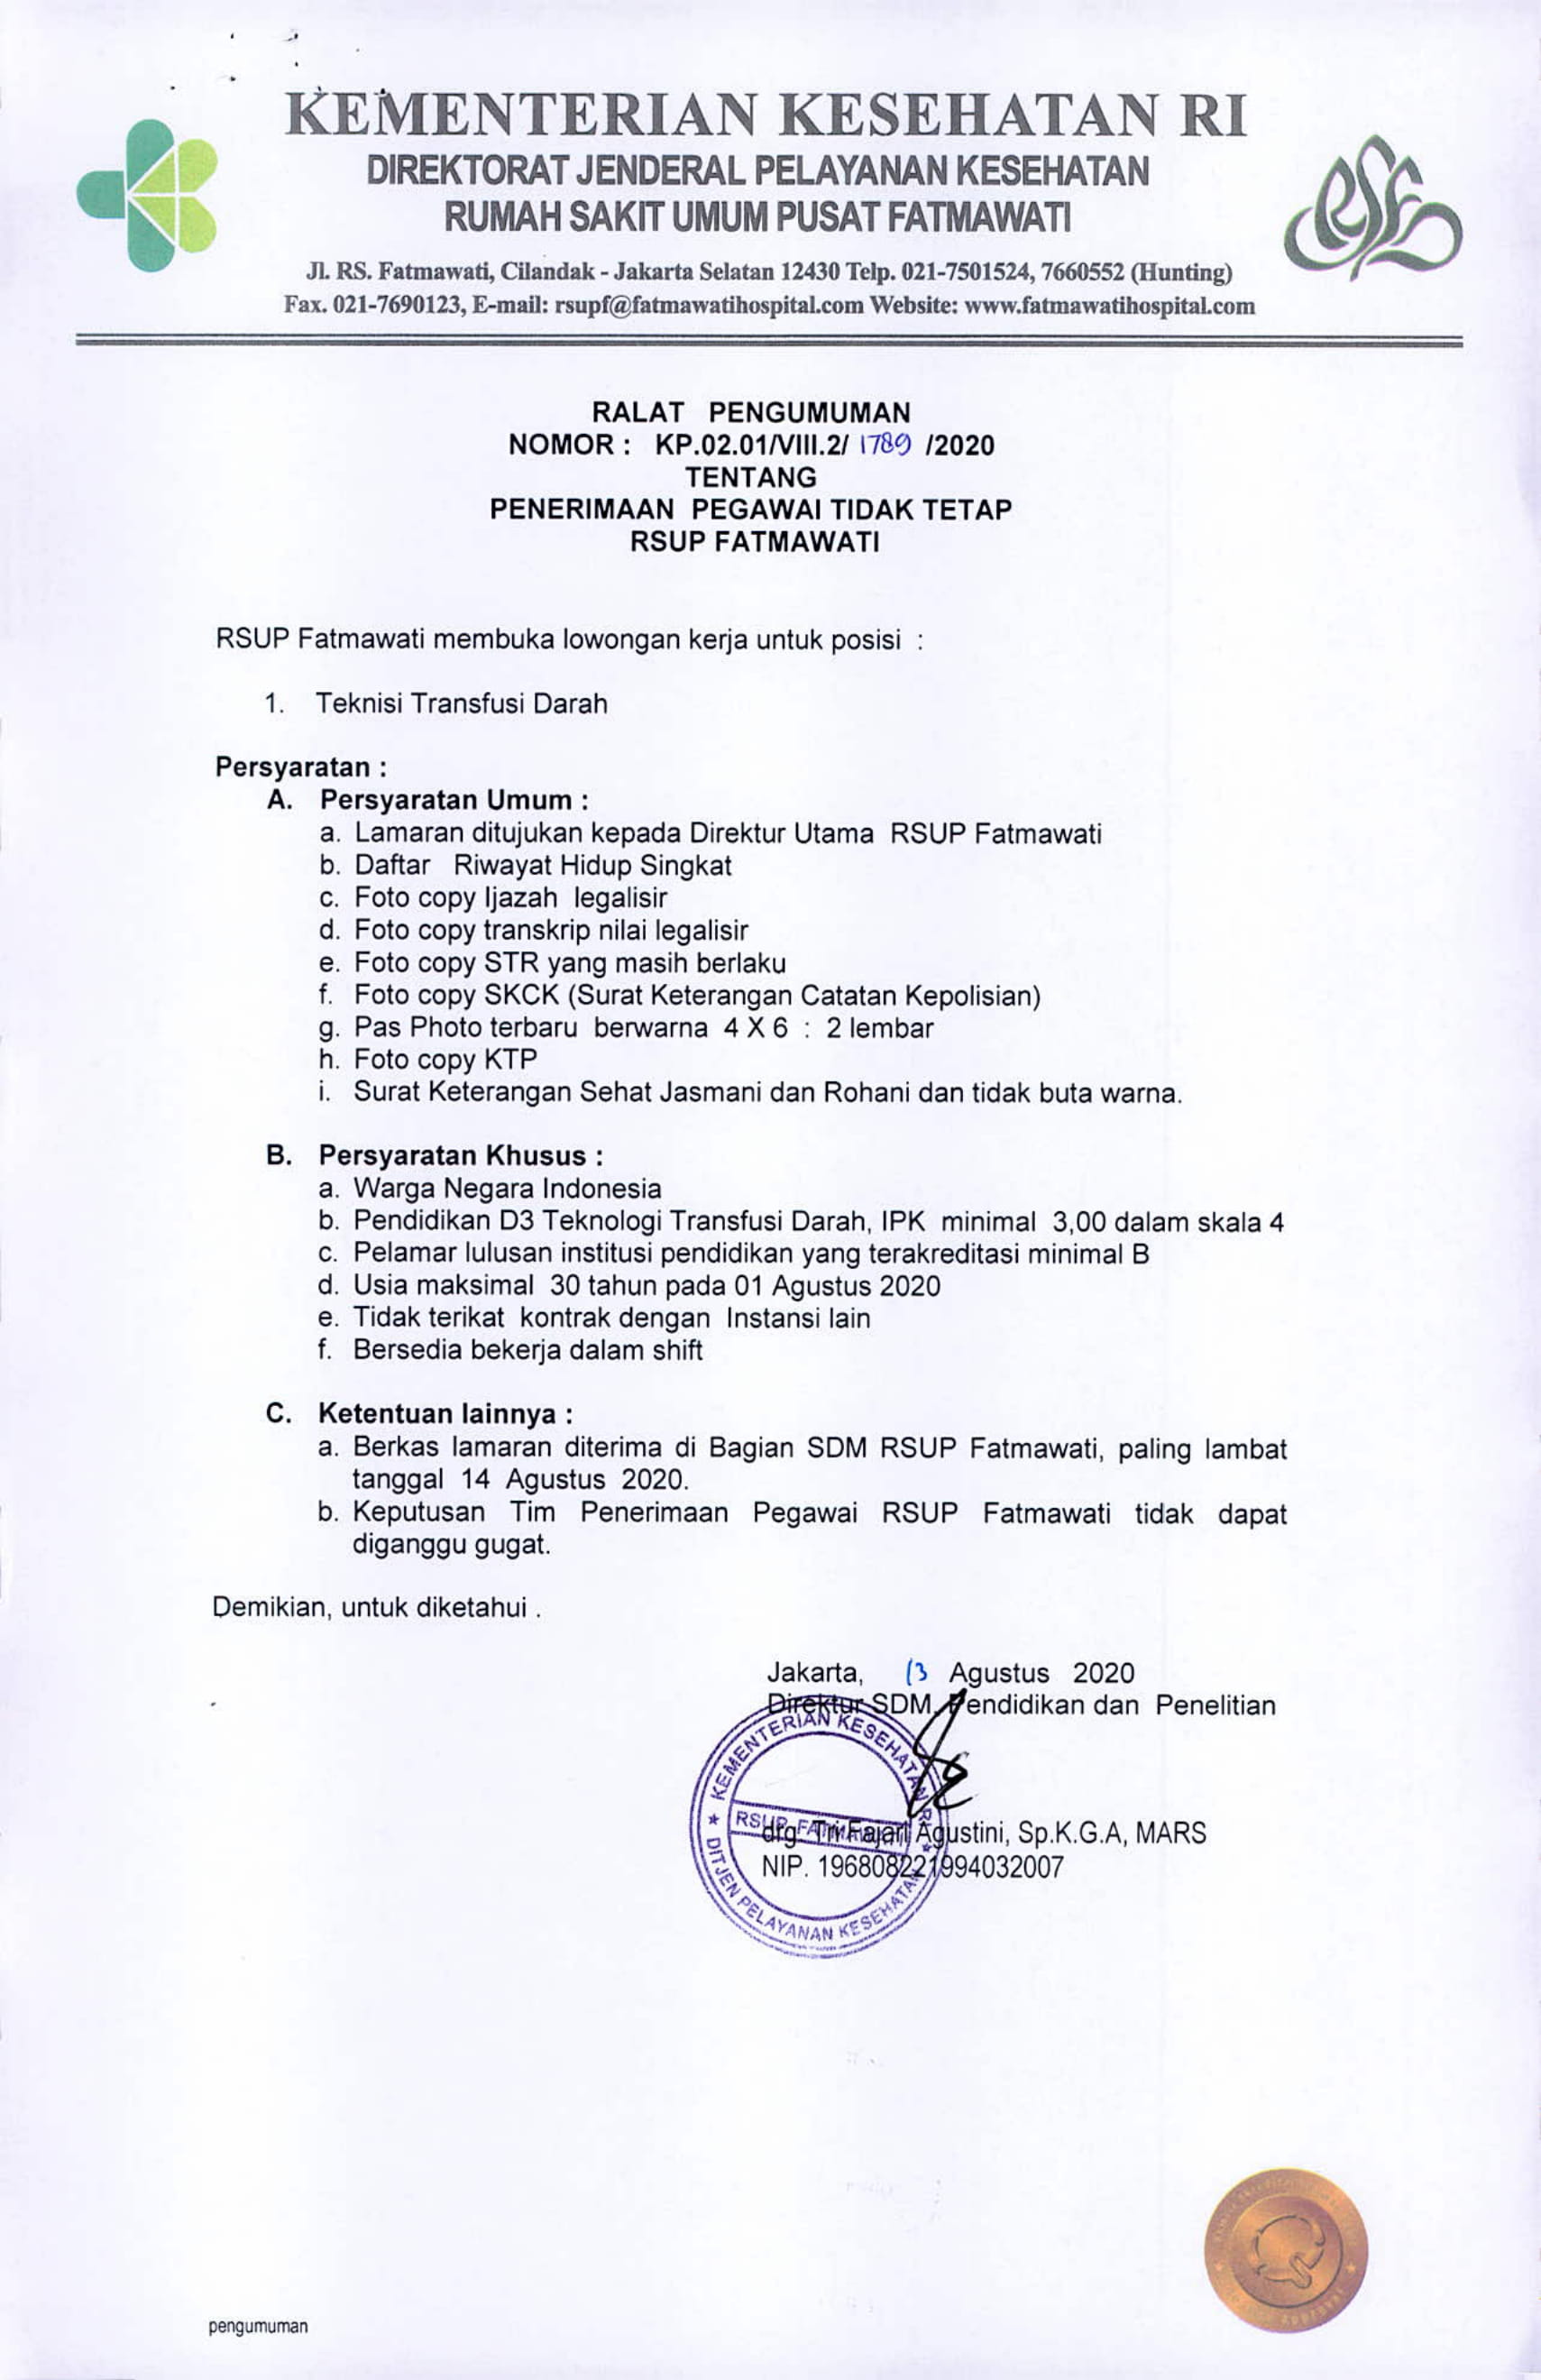 KEMENTERIAN KESEHATAN RI
DIREKTORAT JENDERAL PELAYANAN KESEHATAN
RUMAH SAKIT UMUM PUSAT FATMAWATI
Jl. RS. Fatmawati, Cilandak - Jakarta Selatan 12430 Telp. 021-7501524, 7660552 (Hunting)
Fax. 021-7690123, E-mail: rsupf@fatmawatihospital.com Website: www.fatmawatihospital.com
RALAT PENGUMUMAN
NOMOR : KP.02.01/VIII.2/ 1789 /2020
TENTANG
PENERIMAAN PEGAWAI TIDAK TETAP
RSUP FATMAWATI
RSUP Fatmawati membuka lowongan kerja untuk posisi :
1. Teknisi Transfusi Darah
Persyaratan :
A. Persyaratan Umum :
a. Lamaran ditujukan kepada Direktur Utama RSUP Fatmawati
b. Daftar Riwayat Hidup Singkat
c. Foto copy Ijazah legalisir
d. Foto copy transkrip nilai legalisir
e. Foto copy STR yang masih berlaku
f. Foto copy SKCK (Surat Keterangan Catatan Kepolisian)
g. Pas Photo terbaru berwarna 4 X 6 : 2 lembar
h. Foto copy KTP
i. Surat Keterangan Sehat Jasmani dan Rohani dan tidak buta warna.
B. Persyaratan Khusus :
a. Warga Negara Indonesia
b. Pendidikan D3 Teknologi Transfusi Darah, IPK minimal 3,00 dalam skala 4
c. Pelamar lulusan institusi pendidikan yang terakreditasi minimal B
d. Usia maksimal 30 tahun pada 01 Agustus 2020
e. Tidak terikat kontrak dengan Instansi lain
f. Bersedia bekerja dalam shift
C. Ketentuan lainnya :
a. Berkas lamaran diterima di Bagian SDM RSUP Fatmawati, paling lambat
tanggal 14 Agustus 2020.
b. Keputusan Tim Penerimaan Pegawai RSUP Fatmawati tidak dapat
diganggu gugat.
Demikian, untuk diketahui .
Jakarta, 13 Agustus 2020
Direktur SDM, Pendidikan dan Penelitian
KEMENTERIAN KESEHATAN RI
RSUP FATMAWATI
DITJEN PELAYANAN KESEHATAN
drg. Tri Fajari Agustini, Sp.K.G.A, MARS
NIP. 196808221994032007
pengumuman